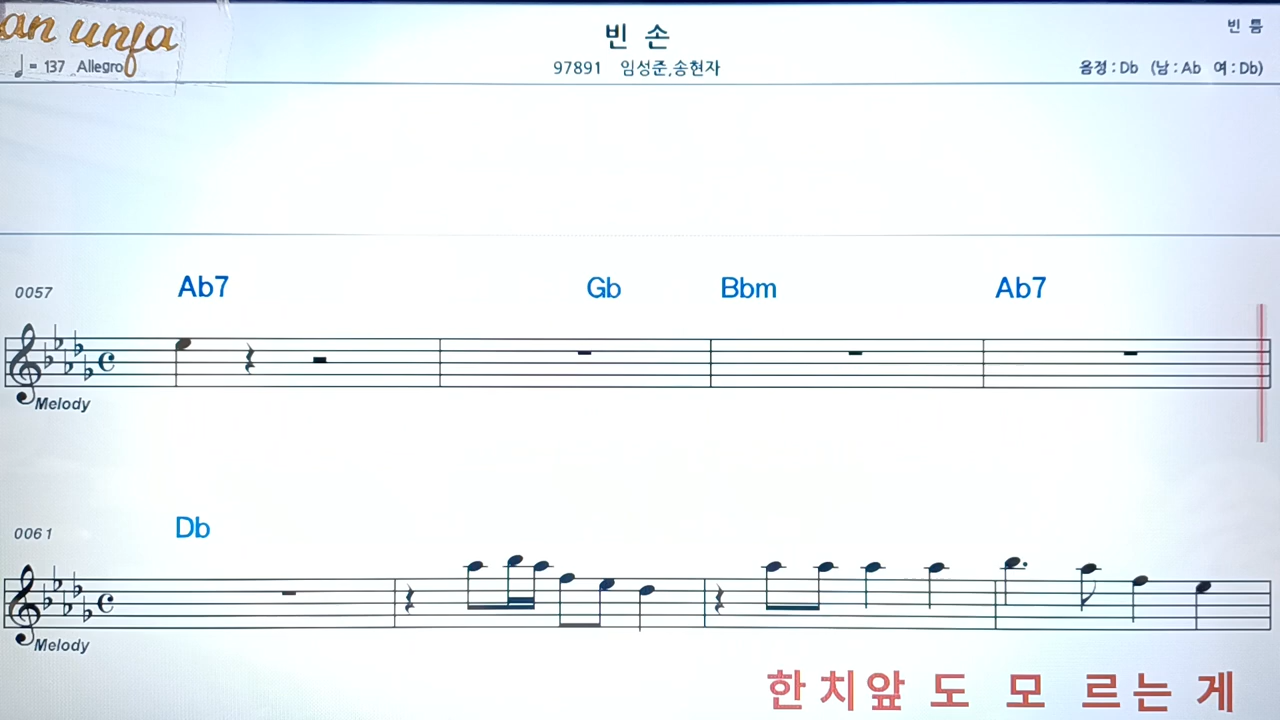 an unfa
빈 손
빈 틈
♩= 137 Allegro
97891 임성준,송현자
음정 : Db (남 : Ab 여 : Db)
0057
Ab7 Gb Bbm Ab7
Melody
0061
Db
Melody
한 치 앞 도 모 르 는 게